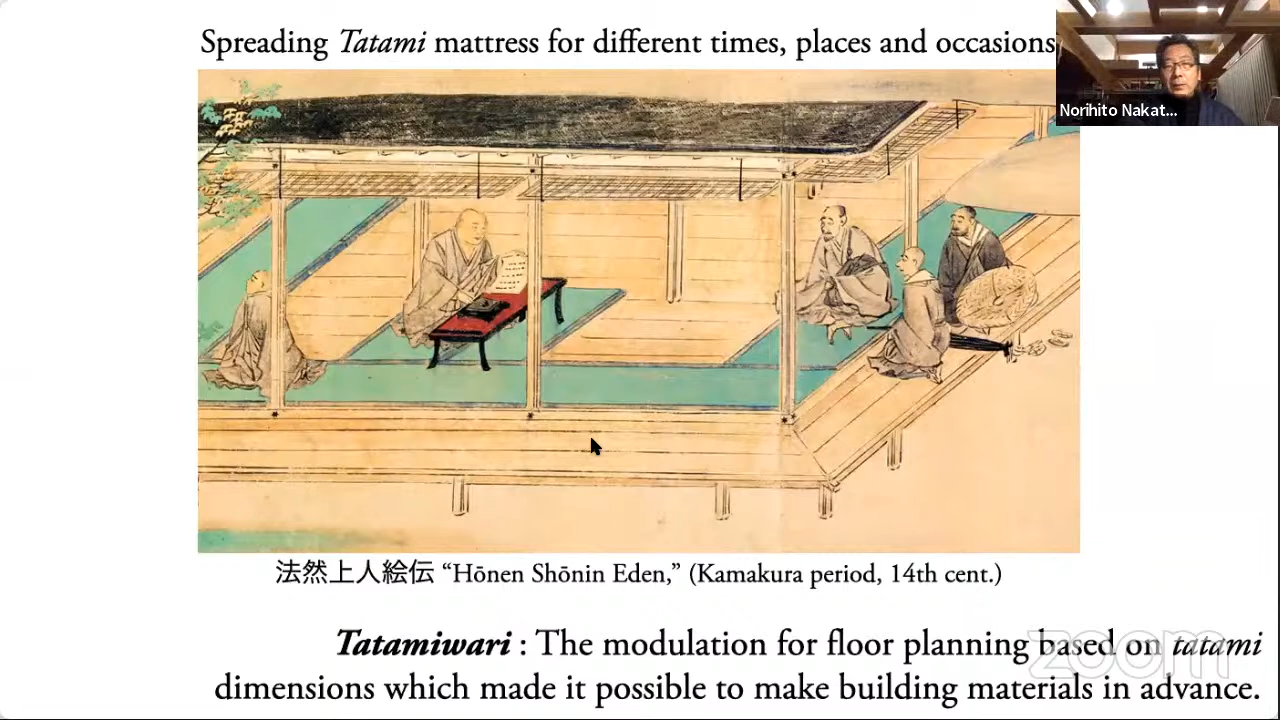 Spreading Tatami mattress for different times, places and occasions
Norihito Nakat...
法然上人絵伝 “Hōnen Shōnin Eden,” (Kamakura period, 14th cent.)
Tatamiwari : The modulation for floor planning based on tatami
dimensions which made it possible to make building materials in advance.
zoom